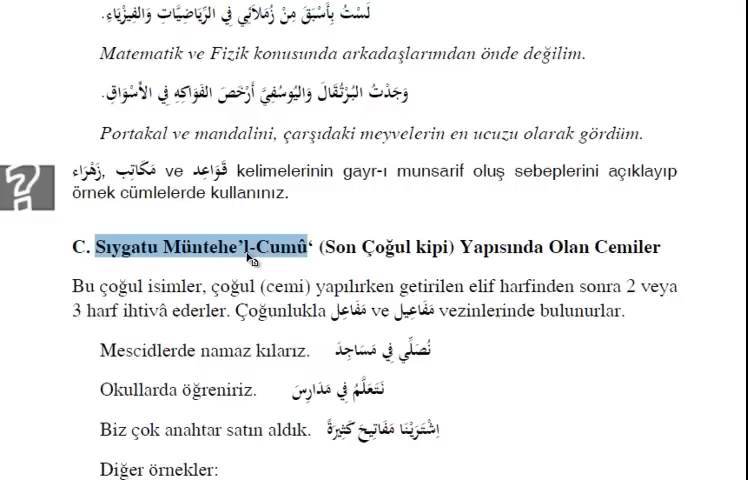 لَسْتُ بِأَسْبَقَ مِنْ زُمَلاَئِي فِي الرِّيَاضِيَّاتِ وَالفِيزْيَاءِ.
Matematik ve Fizik konusunda arkadaşlarımdan önde değilim.
وَجَدْتُ البُرْتُقَالَ وَاليُوسُفِيَّ أَرْخَصَ الفَوَاكِهِ فِي الأَسْوَاقِ.
Portakal ve mandalini, çarşıdaki meyvelerin en ucuzu olarak gördüm.
زَهْرَاء, مَكَاتِب ve قَوَاعِد kelimelerinin gayr-ı munsarif oluş sebeplerini açıklayıp
örnek cümlelerde kullanınız.
C. Sıygatu Müntehe’l-Cumû‘ (Son Çoğul kipi) Yapısında Olan Cemiler
Bu çoğul isimler, çoğul (cemi) yapılırken getirilen elif harfinden sonra 2 veya
3 harf ihtivâ ederler. Çoğunlukla مَفَاعِل ve مَفَاعِيل vezinlerinde bulunurlar.
Mescidlerde namaz kılarız. نُصَلِّي فِي مَسَاجِدَ
Okullarda öğreniriz. نَتَعَلَّمُ فِي مَدَارِسَ
Biz çok anahtar satın aldık. اِشْتَرَيْنَا مَفَاتِيحَ كَثِيرَةً
Diğer örnekler: